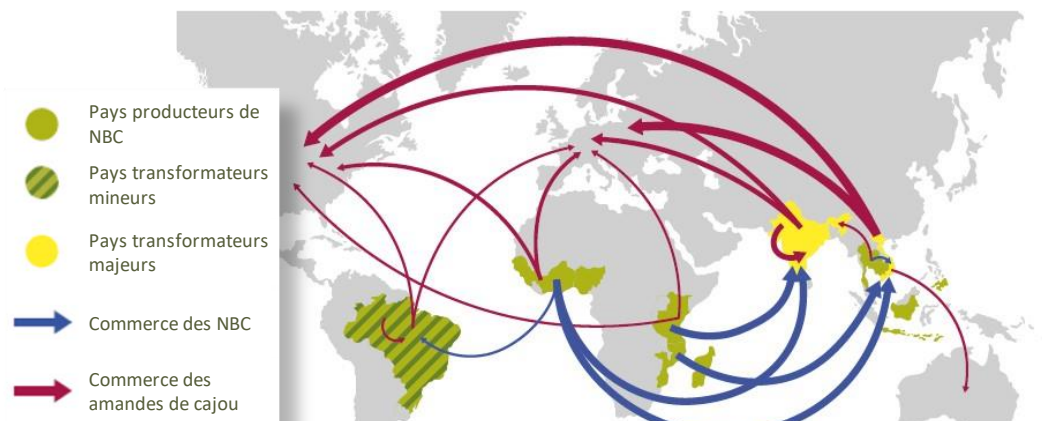 Pays producteurs de
NBC
Pays transformateurs
mineurs
Pays transformateurs
majeurs
Commerce des NBC
Commerce des
amandes de cajou